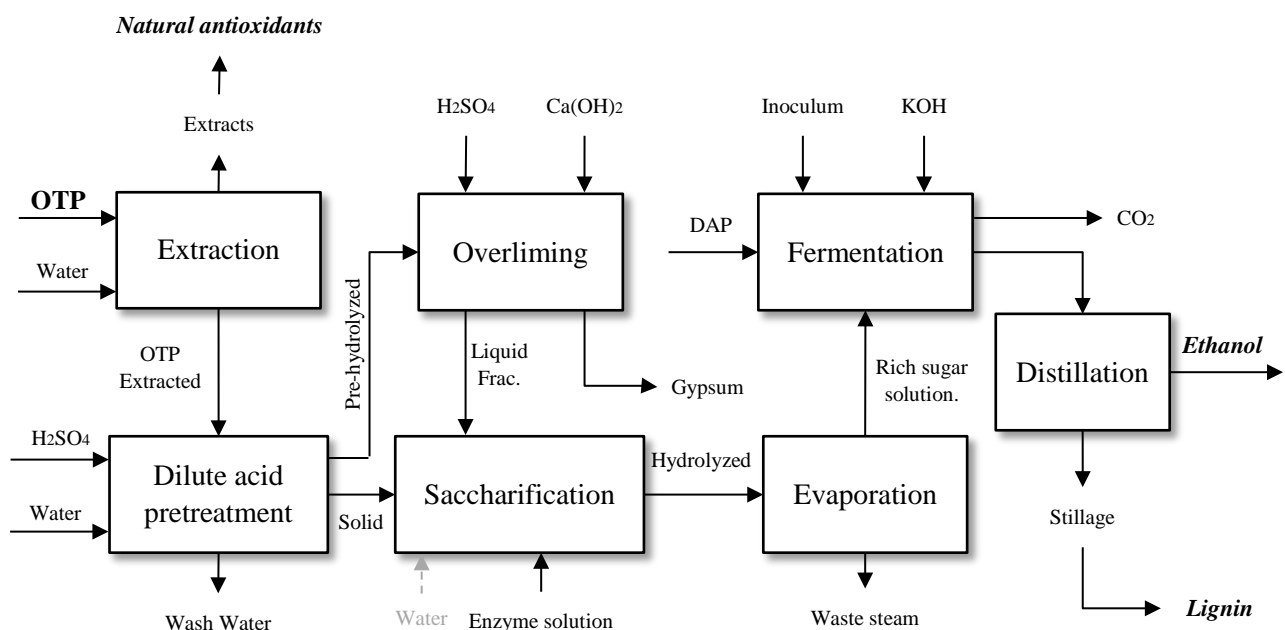 Natural antioxidants
Extracts
H2SO4
Ca(OH)2
Inoculum
KOH
OTP
Water
Extraction
Overliming
DAP
Fermentation
CO2
Pre-hydrolyzed
OTP
Extracted
Liquid
Frac.
Gypsum
Rich sugar
solution.
Distillation
Ethanol
H2SO4
Water
Dilute acid
pretreatment
Solid
Saccharification
Hydrolyzed
Evaporation
Stillage
Wash Water
Water
Enzyme solution
Waste steam
Lignin